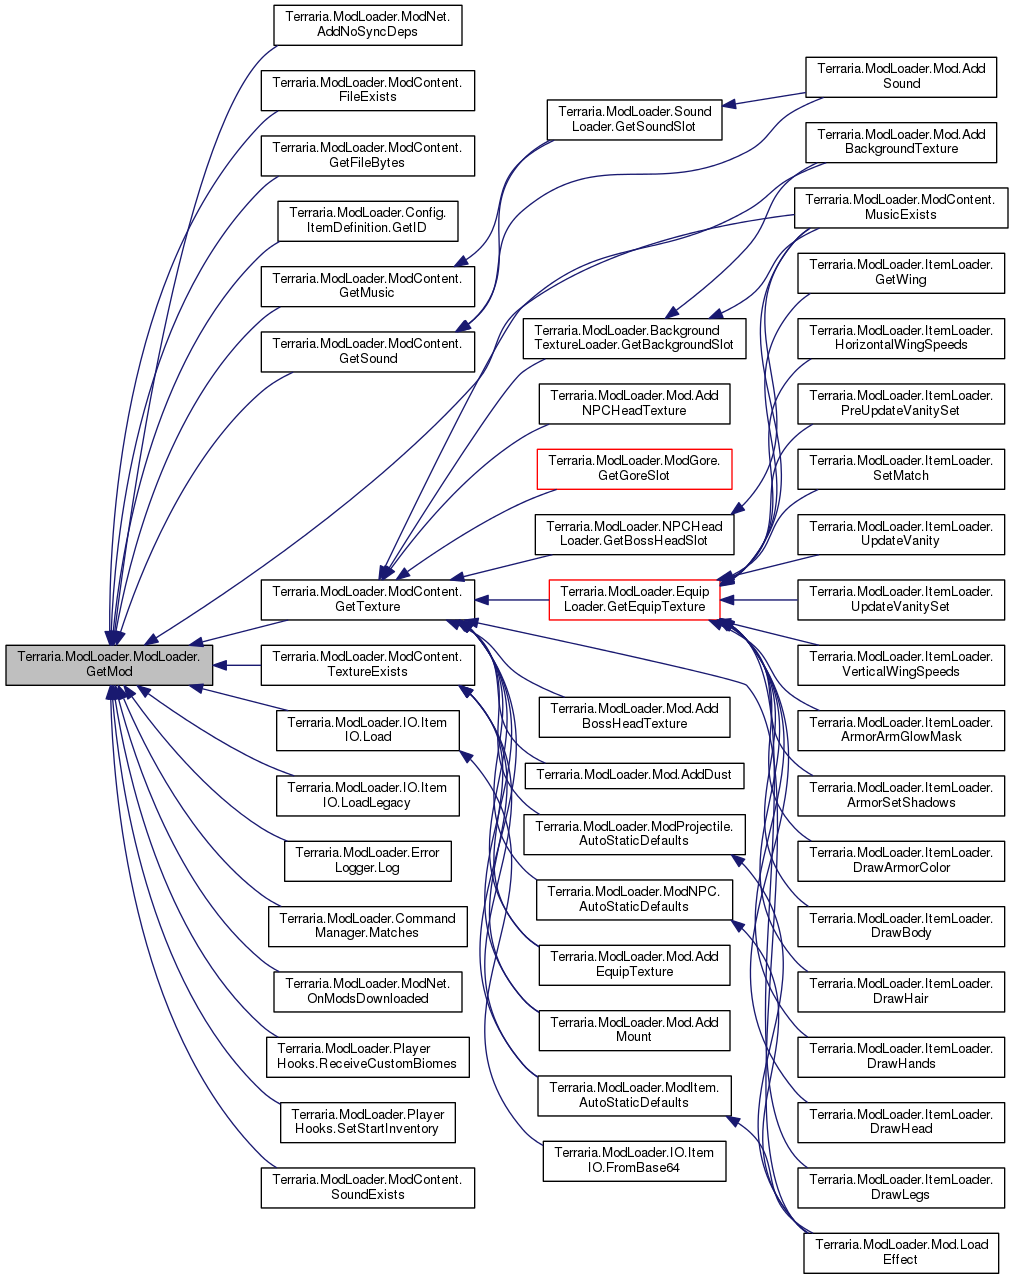 Terraria.ModLoader.ModNet.
AddNoSyncDeps
Terraria.ModLoader.ModContent.
FileExists
Terraria.ModLoader.ModContent.
GetFileBytes
Terraria.ModLoader.Config.
ItemDefinition.GetID
Terraria.ModLoader.ModContent.
GetMusic
Terraria.ModLoader.ModContent.
GetSound
Terraria.ModLoader.ModContent.
GetTexture
Terraria.ModLoader.ModLoader.
GetMod
Terraria.ModLoader.ModContent.
TextureExists
Terraria.ModLoader.IO.Item
IO.Load
Terraria.ModLoader.IO.Item
IO.LoadLegacy
Terraria.ModLoader.Error
Logger.Log
Terraria.ModLoader.Command
Manager.Matches
Terraria.ModLoader.ModNet.
OnModsDownloaded
Terraria.ModLoader.Player
Hooks.ReceiveCustomBiomes
Terraria.ModLoader.Player
Hooks.SetStartInventory
Terraria.ModLoader.ModContent.
SoundExists
Terraria.ModLoader.Sound
Loader.GetSoundSlot
Terraria.ModLoader.Background
TextureLoader.GetBackgroundSlot
Terraria.ModLoader.Mod.Add
NPCHeadTexture
Terraria.ModLoader.ModGore.
GetGoreSlot
Terraria.ModLoader.NPCHead
Loader.GetBossHeadSlot
Terraria.ModLoader.Equip
Loader.GetEquipTexture
Terraria.ModLoader.Mod.Add
BossHeadTexture
Terraria.ModLoader.Mod.AddDust
Terraria.ModLoader.ModProjectile.
AutoStaticDefaults
Terraria.ModLoader.ModNPC.
AutoStaticDefaults
Terraria.ModLoader.Mod.Add
EquipTexture
Terraria.ModLoader.Mod.Add
Mount
Terraria.ModLoader.ModItem.
AutoStaticDefaults
Terraria.ModLoader.IO.Item
IO.FromBase64
Terraria.ModLoader.Mod.Add
Sound
Terraria.ModLoader.Mod.Add
BackgroundTexture
Terraria.ModLoader.ModContent.
MusicExists
Terraria.ModLoader.ItemLoader.
GetWing
Terraria.ModLoader.ItemLoader.
HorizontalWingSpeeds
Terraria.ModLoader.ItemLoader.
PreUpdateVanitySet
Terraria.ModLoader.ItemLoader.
SetMatch
Terraria.ModLoader.ItemLoader.
UpdateVanity
Terraria.ModLoader.ItemLoader.
UpdateVanitySet
Terraria.ModLoader.ItemLoader.
VerticalWingSpeeds
Terraria.ModLoader.ItemLoader.
ArmorArmGlowMask
Terraria.ModLoader.ItemLoader.
ArmorSetShadows
Terraria.ModLoader.ItemLoader.
DrawArmorColor
Terraria.ModLoader.ItemLoader.
DrawBody
Terraria.ModLoader.ItemLoader.
DrawHair
Terraria.ModLoader.ItemLoader.
DrawHands
Terraria.ModLoader.ItemLoader.
DrawHead
Terraria.ModLoader.ItemLoader.
DrawLegs
Terraria.ModLoader.Mod.Load
Effect